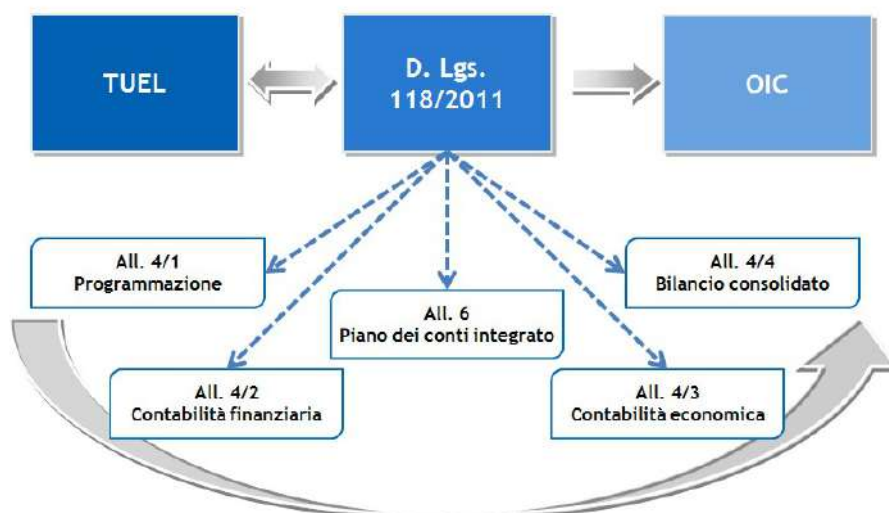 TUEL
D. Lgs.
118/2011
OIC
All. 4/1
Programmazione
All. 4/4
Bilancio consolidato
All. 6
Piano dei conti integrato
All. 4/2
Contabilità finanziaria
All. 4/3
Contabilità economica